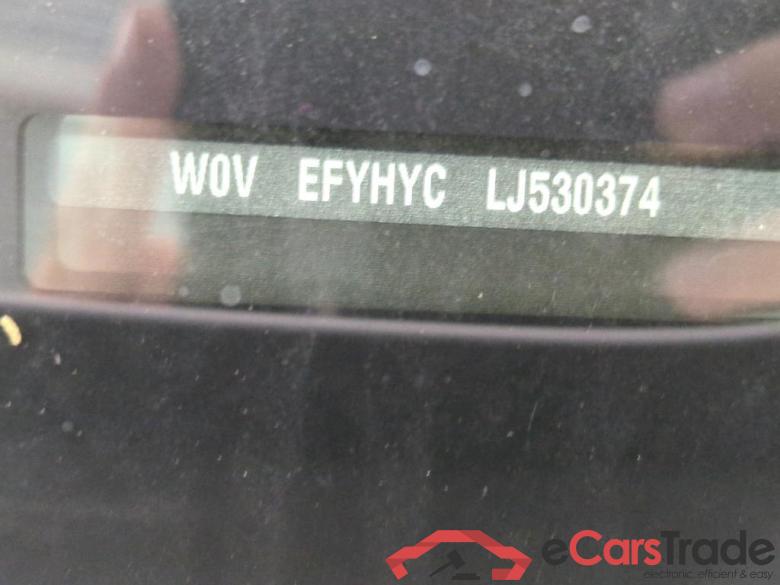 W0V EFYHYC LJ530374
eCarsTrade
electronic, efficient & easy